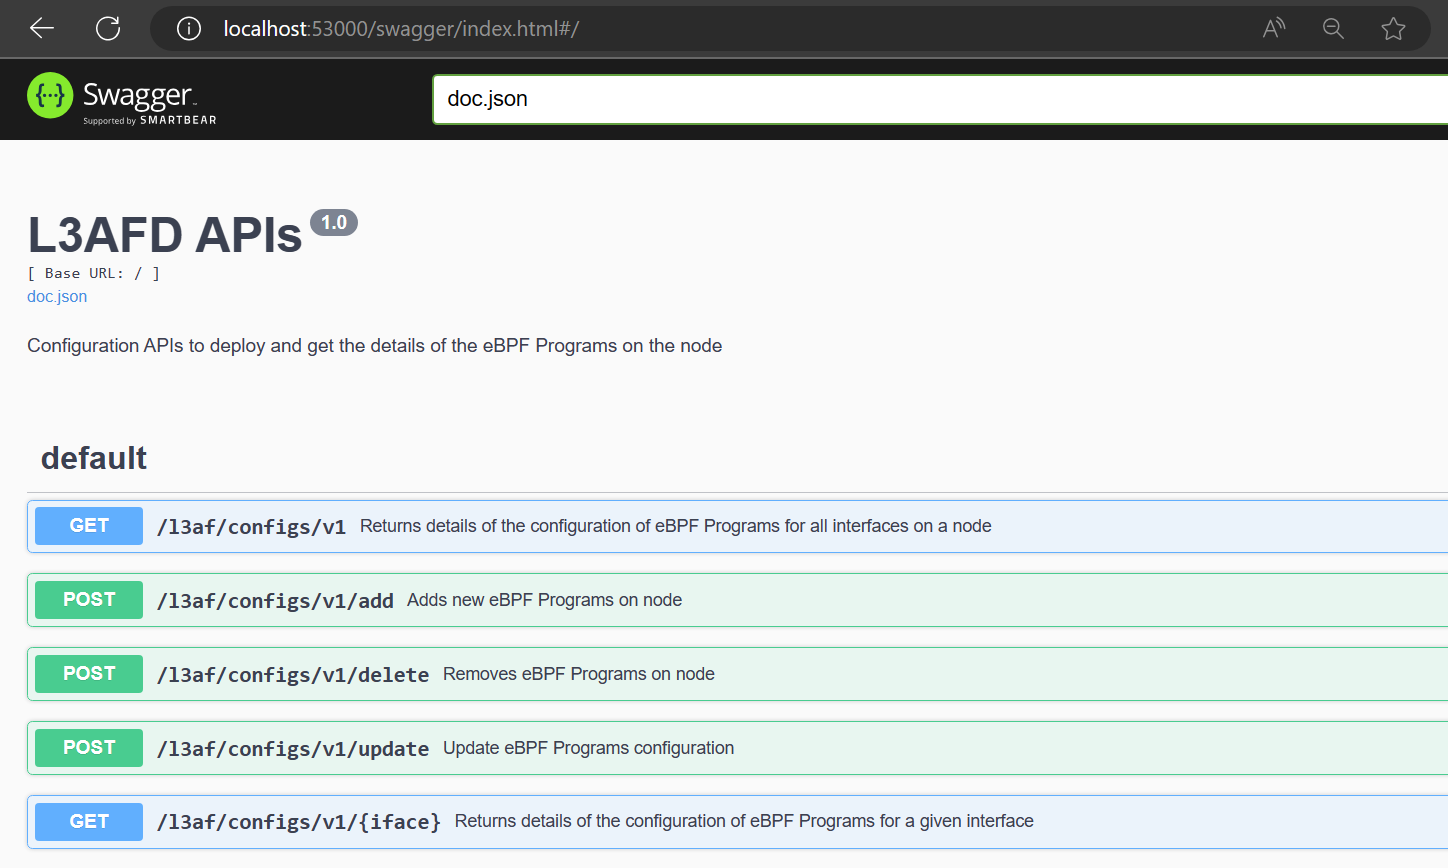 localhost:53000/swagger/index.html#/
Swagger
Supported by SMARTBEAR
doc.json
L3AFD APIs 1.0
[ Base URL: / ]
doc.json
Configuration APIs to deploy and get the details of the eBPF Programs on the node
default
GET /l3af/configs/v1 Returns details of the configuration of eBPF Programs for all interfaces on a node
POST /l3af/configs/v1/add Adds new eBPF Programs on node
POST /l3af/configs/v1/delete Removes eBPF Programs on node
POST /l3af/configs/v1/update Update eBPF Programs configuration
GET /l3af/configs/v1/{iface} Returns details of the configuration of eBPF Programs for a given interface